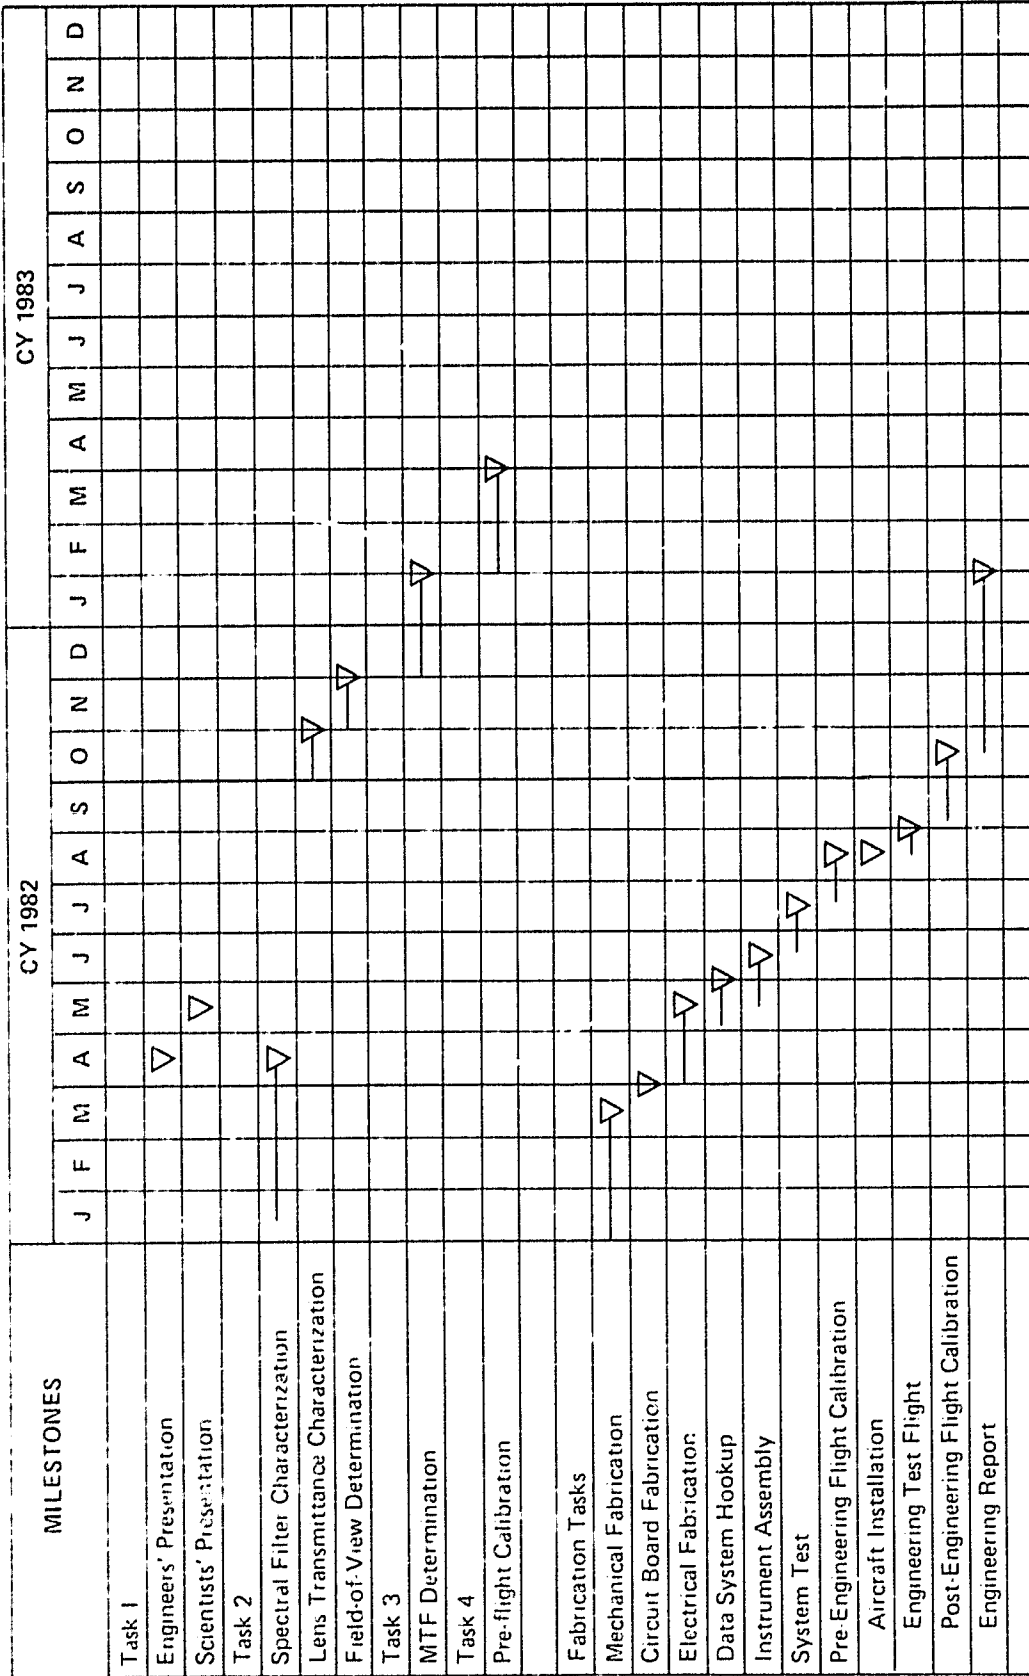 MILESTONES
CY 1982
CY 1983
J F M A M J J A S O N D J F M A M J J A S O N D
Task 1
Engineers' Presentation
Scientists' Presentation
Task 2
Spectral Filter Characterization
Lens Transmittance Characterization
Field-of-View Determination
Task 3
MTF Determination
Task 4
Pre-flight Calibration
Fabrication Tasks
Mechanical Fabrication
Circuit Board Fabrication
Electrical Fabrication
Data System Hookup
Instrument Assembly
System Test
Pre-Engineering Flight Calibration
Aircraft Installation
Engineering Test Flight
Post-Engineering Flight Calibration
Engineering Report